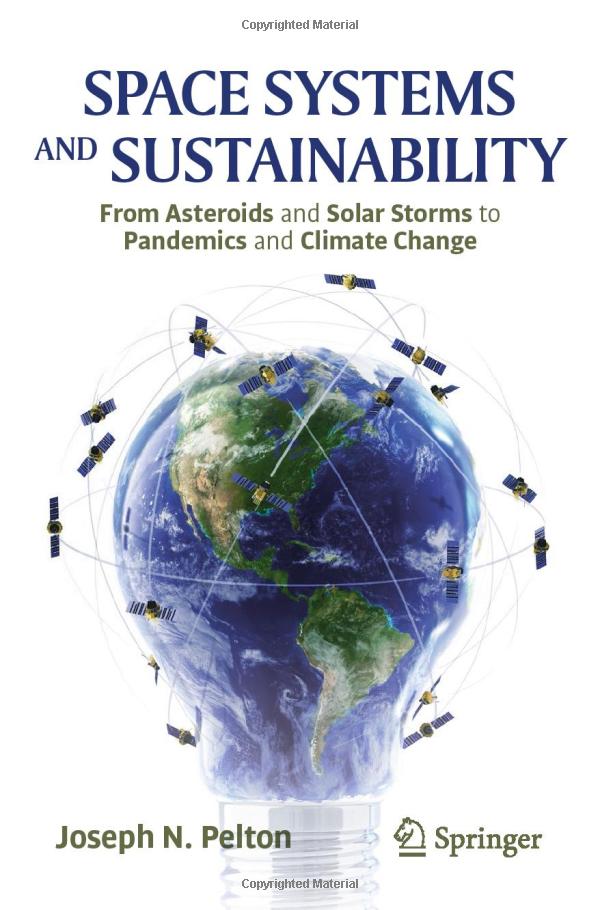 Copyrighted Material
SPACE SYSTEMS
AND SUSTAINABILITY
From Asteroids and Solar Storms to
Pandemics and Climate Change
Joseph N. Pelton
Springer
Copyrighted Material